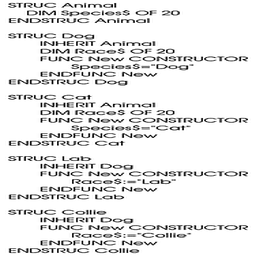 STRUC Animal
DIM Species$ OF 20
ENDSTRUC Animal
STRUC Dog
INHERIT Animal
DIM Race$ OF 20
FUNC New CONSTRUCTOR
Species$="Dog"
ENDFUNC New
ENDSTRUC Dog
STRUC Cat
INHERIT Animal
DIM Race$ OF 20
FUNC New CONSTRUCTOR
Species$="Cat"
ENDFUNC New
ENDSTRUC Cat
STRUC Lab
INHERIT Dog
FUNC New CONSTRUCTOR
Race$:="Lab"
ENDFUNC New
ENDSTRUC Lab
STRUC Collie
INHERIT Dog
FUNC New CONSTRUCTOR
Race$:="Collie"
ENDFUNC New
ENDSTRUC Collie